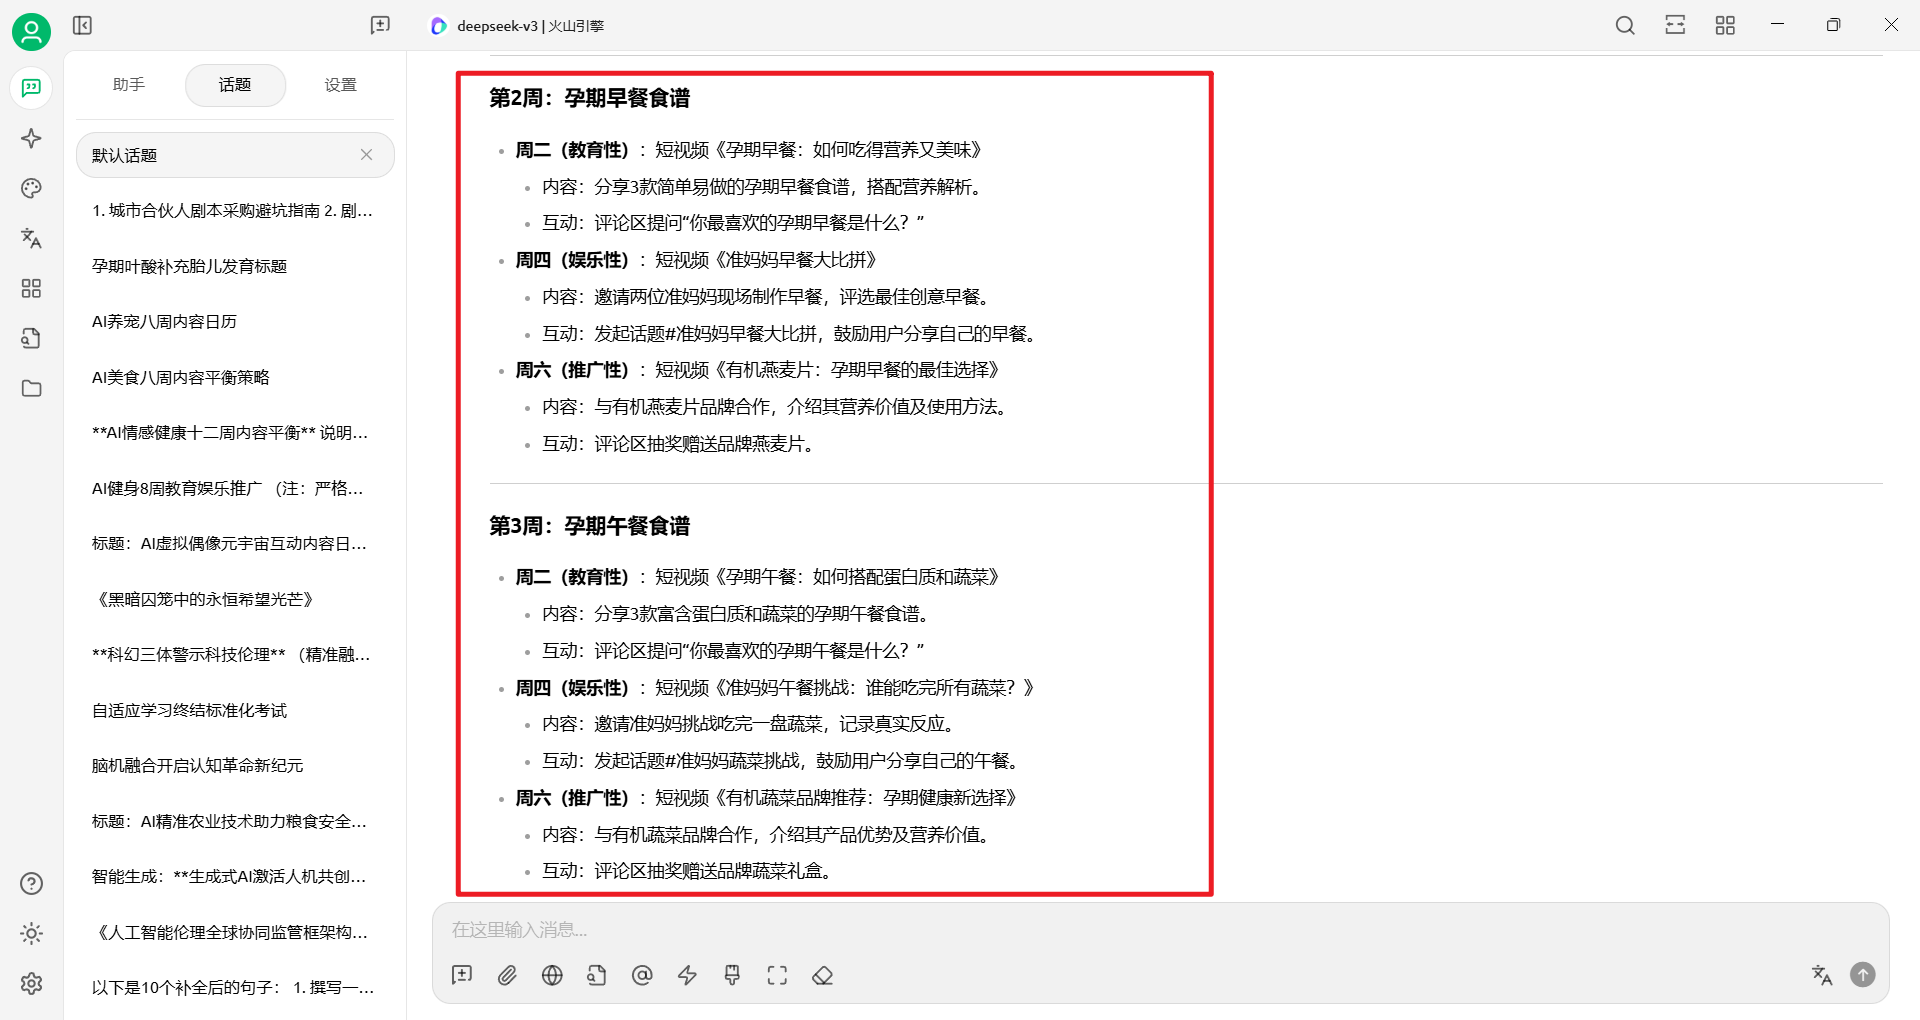 deepseek-v3 | 火山引擎
助手
话题
设置
默认话题
1. 城市合伙人剧本采购避坑指南 2. 剧...
孕期叶酸补充胎儿发育标题
AI养宠八周内容日历
AI美食八周内容平衡策略
**AI情感健康十二周内容平衡** 说明...
AI健身8周教育娱乐推广 （注：严格...
标题：AI虚拟偶像元宇宙互动内容日...
《黑暗囚笼中的永恒希望光芒》
**科幻三体警示科技伦理** （精准融...
自适应学习终结标准化考试
脑机融合开启认知革命新纪元
标题：AI精准农业技术助力粮食安全...
智能生成：**生成式AI激活人机共创...
《人工智能伦理全球协同监管框架构...
以下是10个补全后的句子： 1. 撰写一...
第2周：孕期早餐食谱
周二（教育性）：短视频《孕期早餐：如何吃得营养又美味》
内容：分享3款简单易做的孕期早餐食谱，搭配营养解析。
互动：评论区提问“你最喜欢的孕期早餐是什么？”
周四（娱乐性）：短视频《准妈妈早餐大比拼》
内容：邀请两位准妈妈现场制作早餐，评选最佳创意早餐。
互动：发起话题#准妈妈早餐大比拼，鼓励用户分享自己的早餐。
周六（推广性）：短视频《有机燕麦片：孕期早餐的最佳选择》
内容：与有机燕麦片品牌合作，介绍其营养价值及使用方法。
互动：评论区抽奖赠送品牌燕麦片。
第3周：孕期午餐食谱
周二（教育性）：短视频《孕期午餐：如何搭配蛋白质和蔬菜》
内容：分享3款富含蛋白质和蔬菜的孕期午餐食谱。
互动：评论区提问“你最喜欢的孕期午餐是什么？”
周四（娱乐性）：短视频《准妈妈午餐挑战：谁能吃完所有蔬菜？》
内容：邀请准妈妈挑战吃完一盘蔬菜，记录真实反应。
互动：发起话题#准妈妈蔬菜挑战，鼓励用户分享自己的午餐。
周六（推广性）：短视频《有机蔬菜品牌推荐：孕期健康新选择》
内容：与有机蔬菜品牌合作，介绍其产品优势及营养价值。
互动：评论区抽奖赠送品牌蔬菜礼盒。
在这里输入消息...